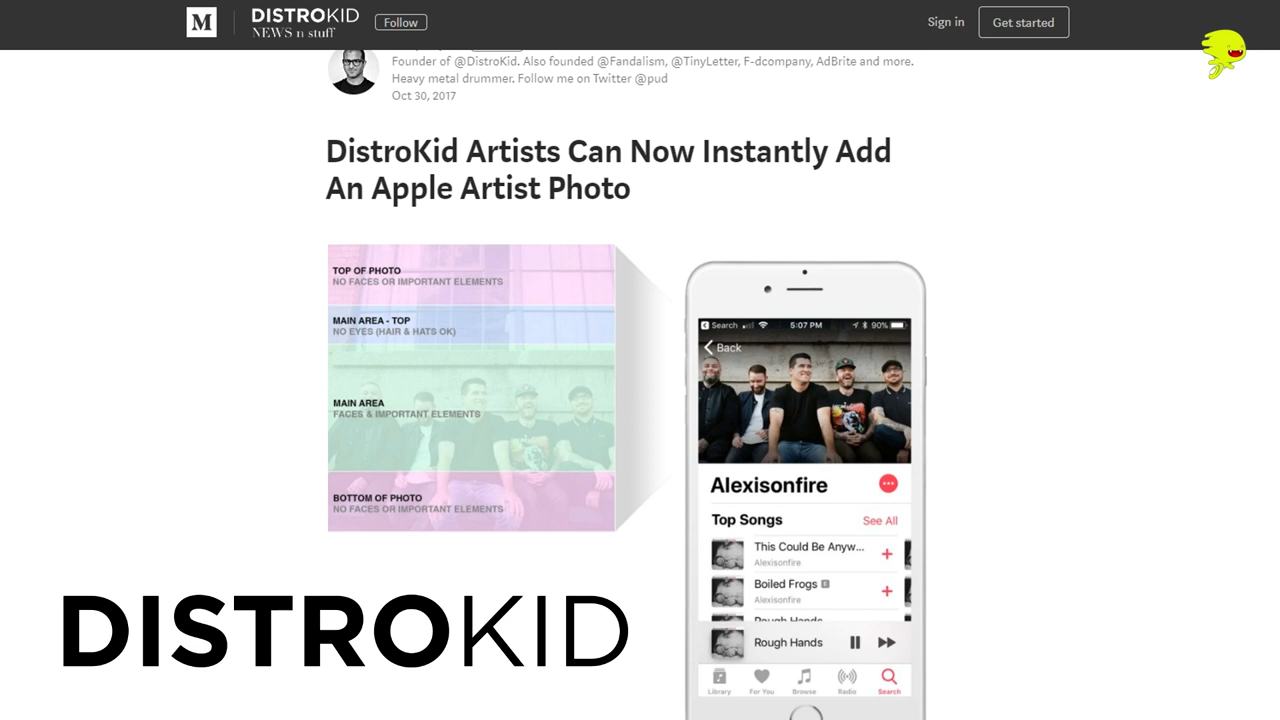 M
DISTROKID
NEWS n stuff
Follow
Sign in
Get started
Founder of @DistroKid. Also founded @Fandalism, @TinyLetter, F-dcompany, AdBrite and more.
Heavy metal drummer. Follow me on Twitter @pud
Oct 30, 2017
DistroKid Artists Can Now Instantly Add
An Apple Artist Photo
TOP OF PHOTO
NO FACES OR IMPORTANT ELEMENTS
MAIN AREA - TOP
NO EYES (HAIR & HATS OK)
MAIN AREA
FACES & IMPORTANT ELEMENTS
BOTTOM OF PHOTO
NO FACES OR IMPORTANT ELEMENTS
Search 5:07 PM 90%
Back
Alexisonfire
Top Songs See All
This Could Be Anyw...
Alexisonfire
Boiled Frogs E
Alexisonfire
Rough Hands
Rough Hands
Library For You Browse Radio Search
DISTROKID